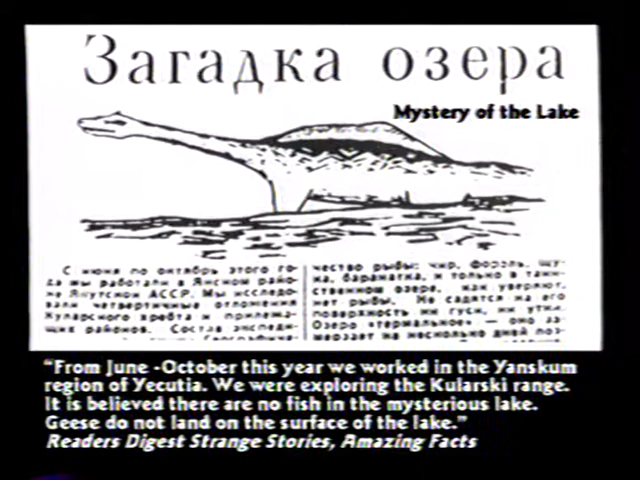 Загадка озера
Mystery of the Lake
С июня по октябрь этого го-
да мы работали в Янском райо-
не Якутской АССР. Мы исследо-
вали четвертичные отложения
Куларского хребта и прилежа-
щих районов. Состав экспеди-
чество рыбы: чир, форель, щу-
ка, и только в таин-
ственном озере, как уверяют,
нет рыбы. Не садятся на его
поверхность ни гуси, ни утки.
Озеро «термальное» — оно за-
мерзает на несколько дней поз-
"From June -October this year we worked in the Yanskum
region of Yecutia. We were exploring the Kularski range.
It is believed there are no fish in the mysterious lake.
Geese do not land on the surface of the lake."
Readers Digest Strange Stories, Amazing Facts